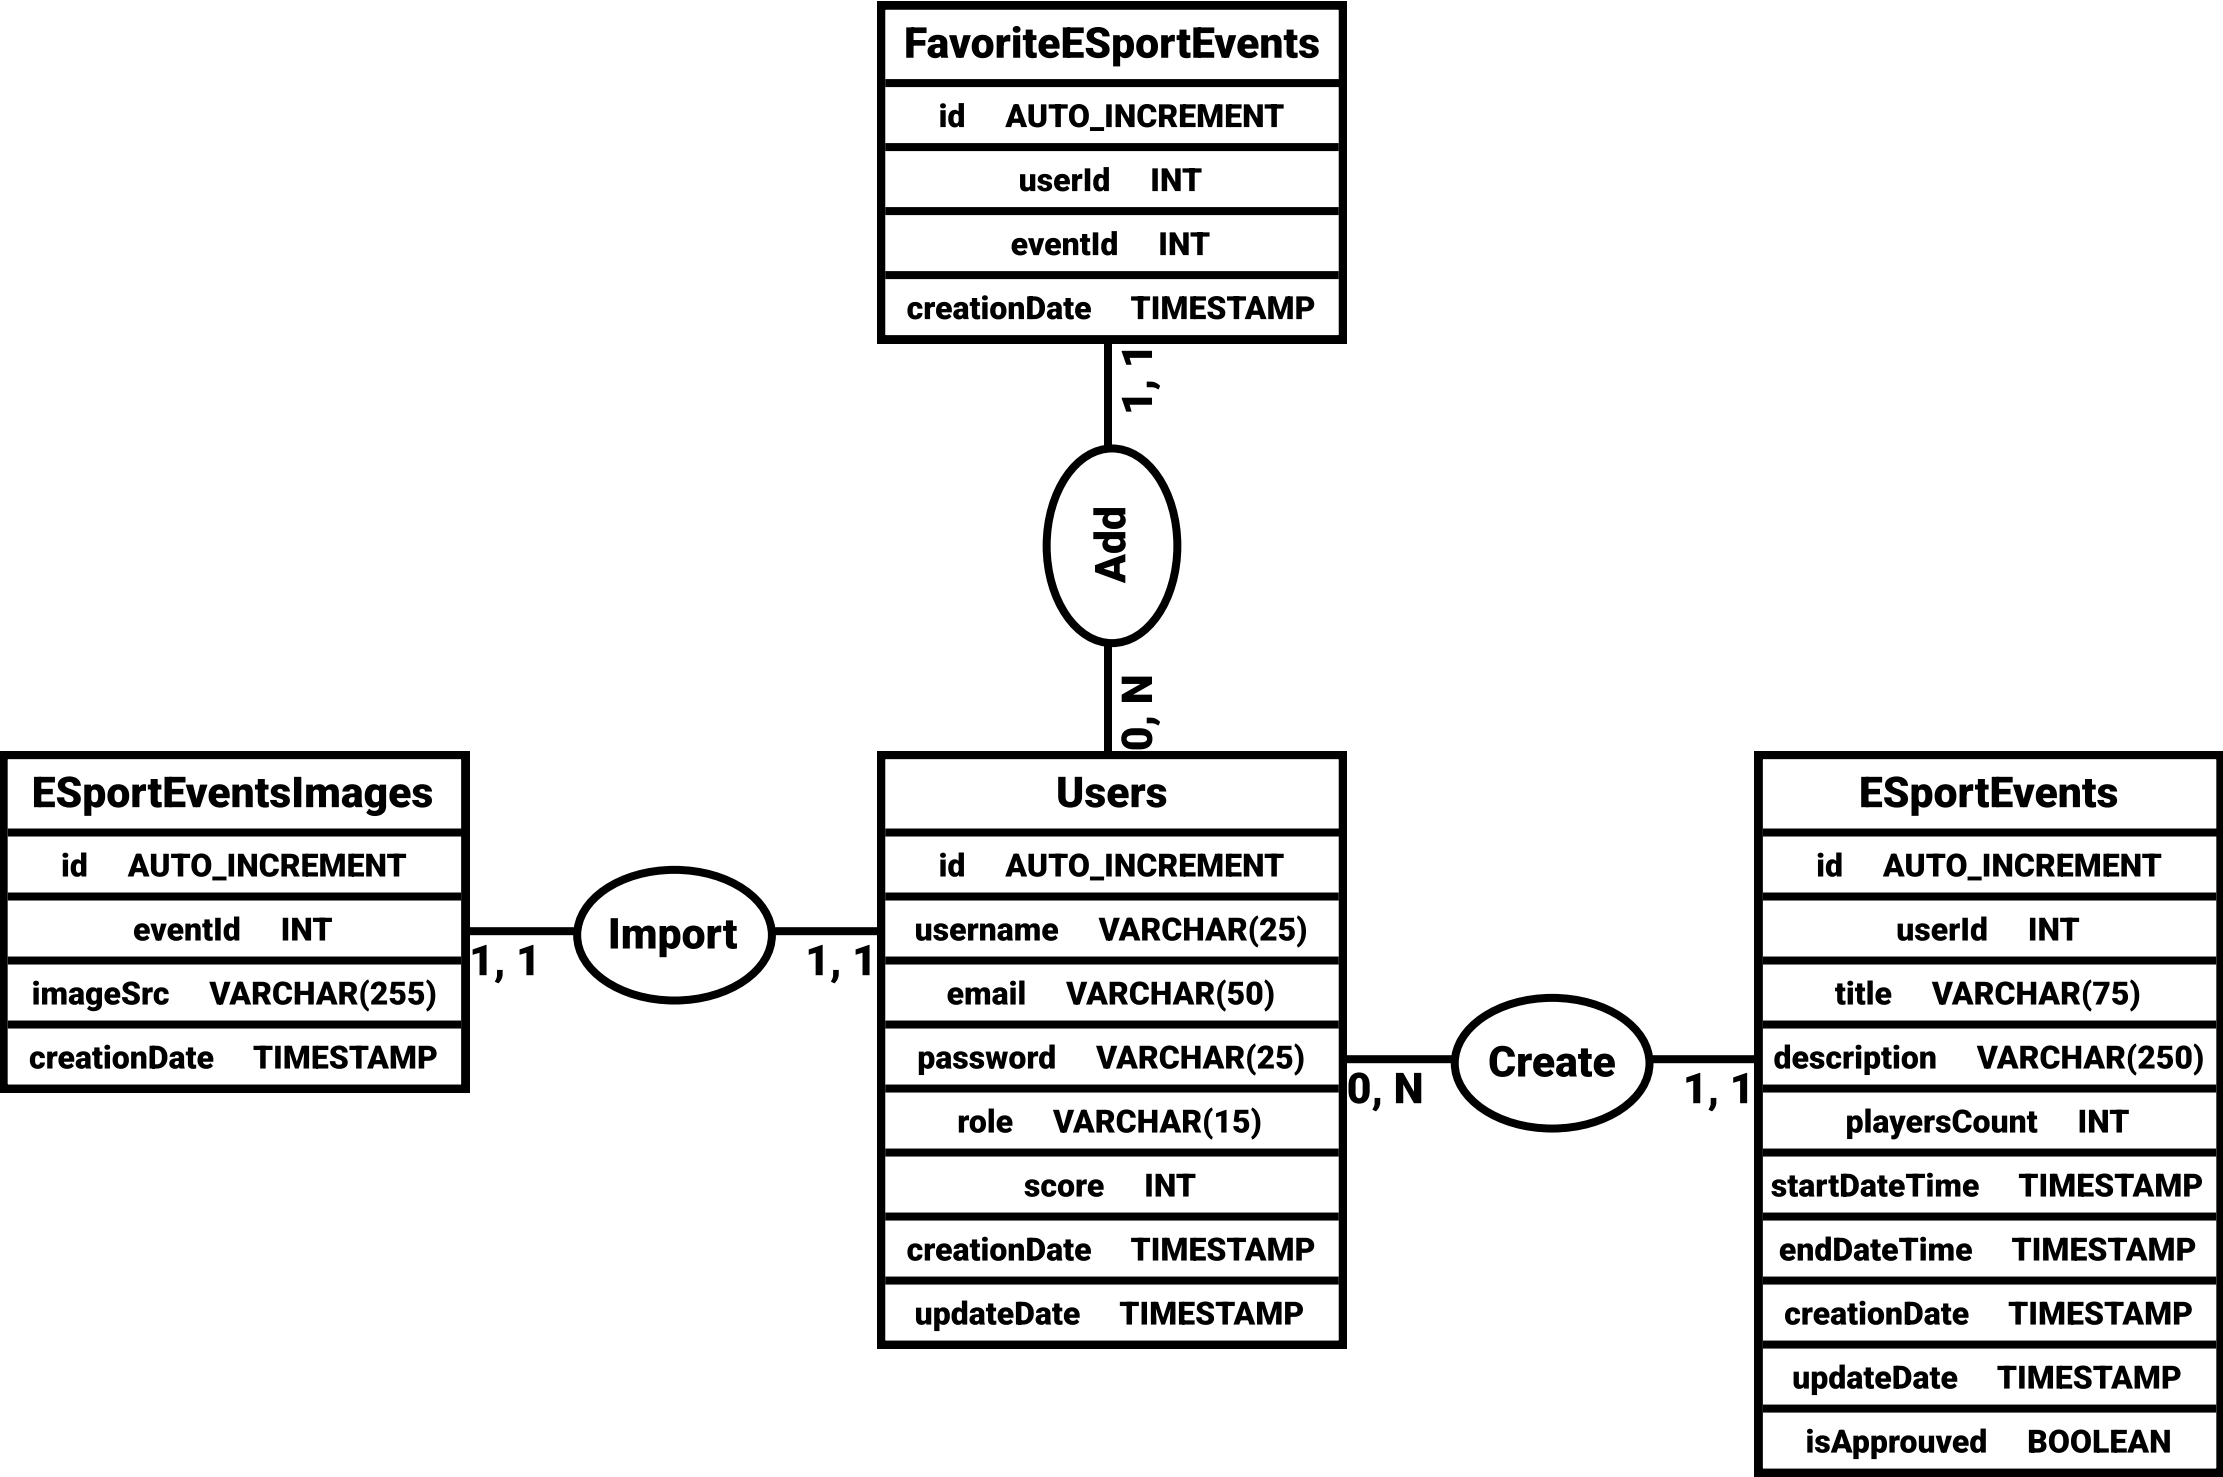 FavoriteESportEvents
id AUTO_INCREMENT
userId INT
eventId INT
creationDate TIMESTAMP
1, 1
Add
0, N
ESportEventsImages
id AUTO_INCREMENT
eventId INT
imageSrc VARCHAR(255)
creationDate TIMESTAMP
1, 1
Import
1, 1
Users
id AUTO_INCREMENT
username VARCHAR(25)
email VARCHAR(50)
password VARCHAR(25)
role VARCHAR(15)
score INT
creationDate TIMESTAMP
updateDate TIMESTAMP
0, N
Create
1, 1
ESportEvents
id AUTO_INCREMENT
userId INT
title VARCHAR(75)
description VARCHAR(250)
playersCount INT
startDateTime TIMESTAMP
endDateTime TIMESTAMP
creationDate TIMESTAMP
updateDate TIMESTAMP
isApprouved BOOLEAN